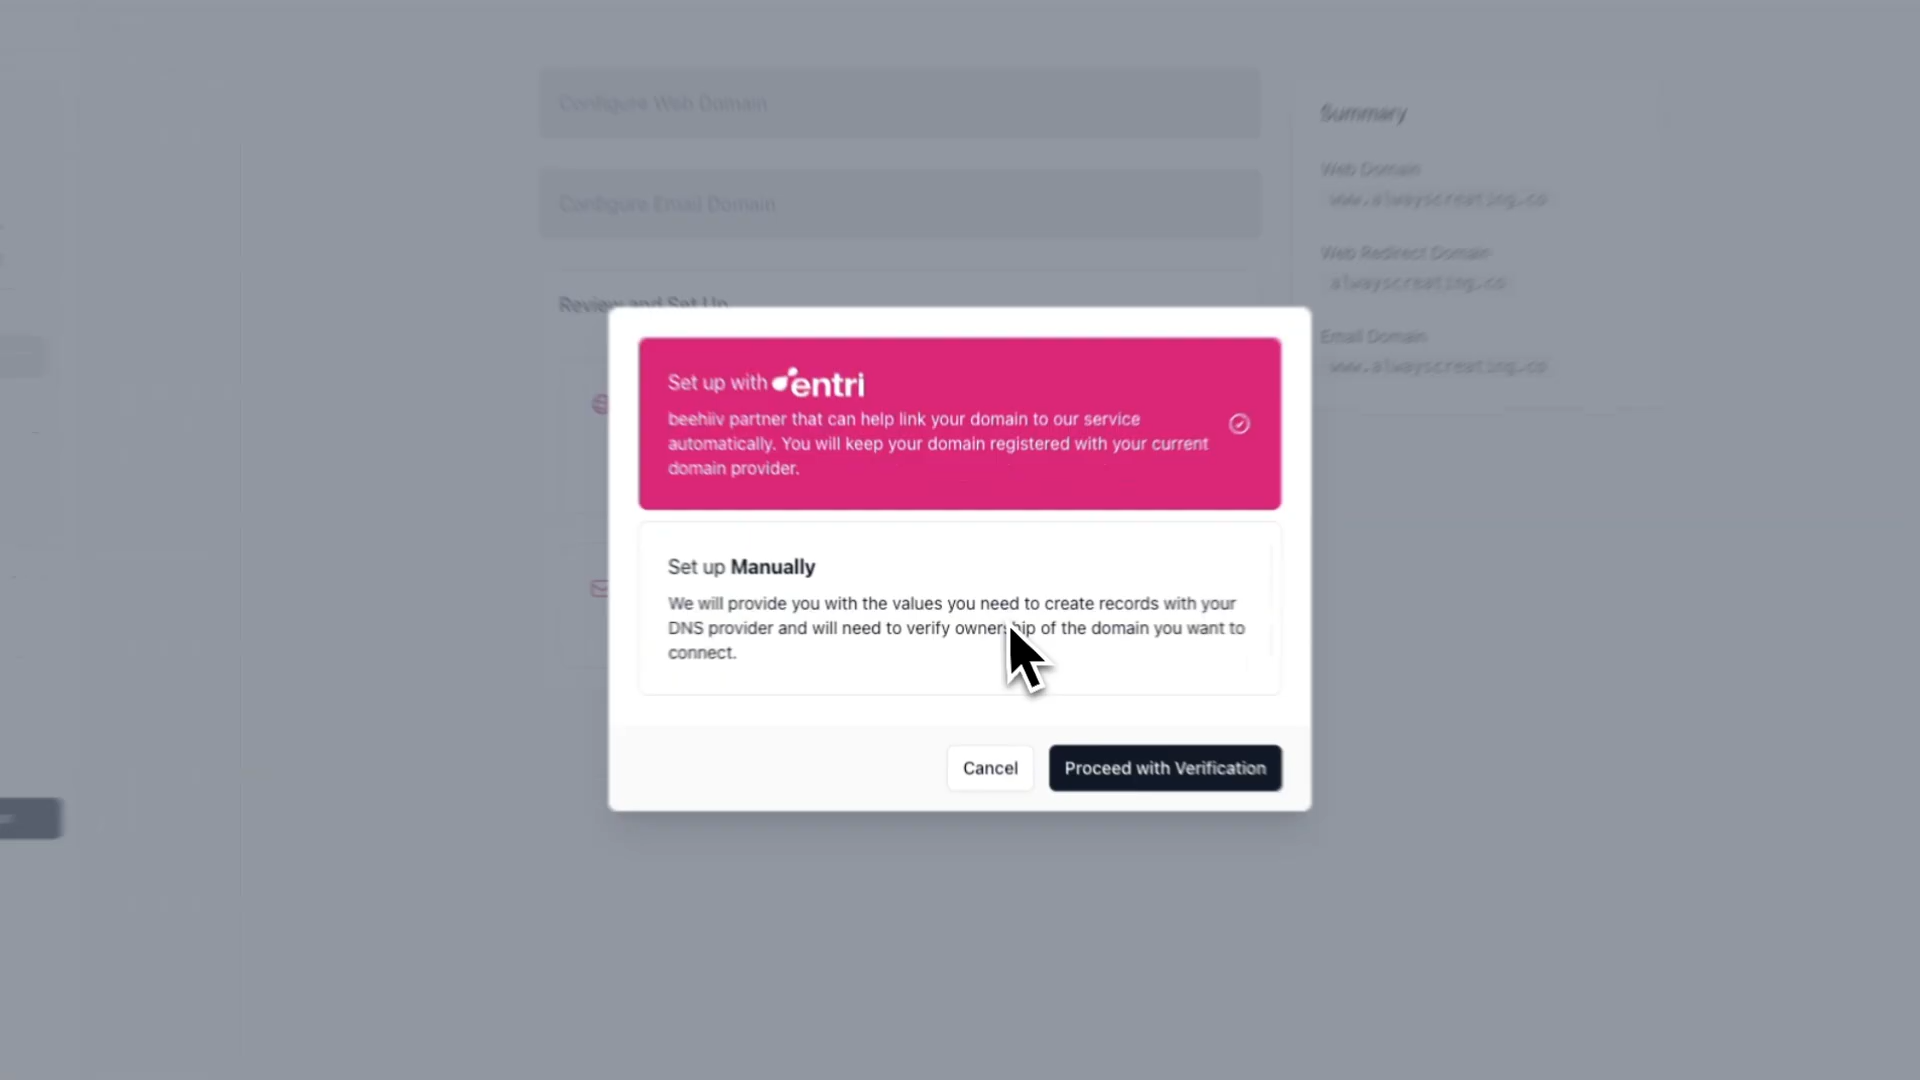 Configure Web Domain
Configure Email Domain
Review and Set Up
Summary
Web Domain
www.alwayscreating.co
Web Redirect Domain
alwayscreating.co
Email Domain
www.alwayscreating.co
Set up with entri
beehiiv partner that can help link your domain to our service
automatically. You will keep your domain registered with your current
domain provider.
Set up Manually
We will provide you with the values you need to create records with your
DNS provider and will need to verify ownership of the domain you want to
connect.
Cancel
Proceed with Verification